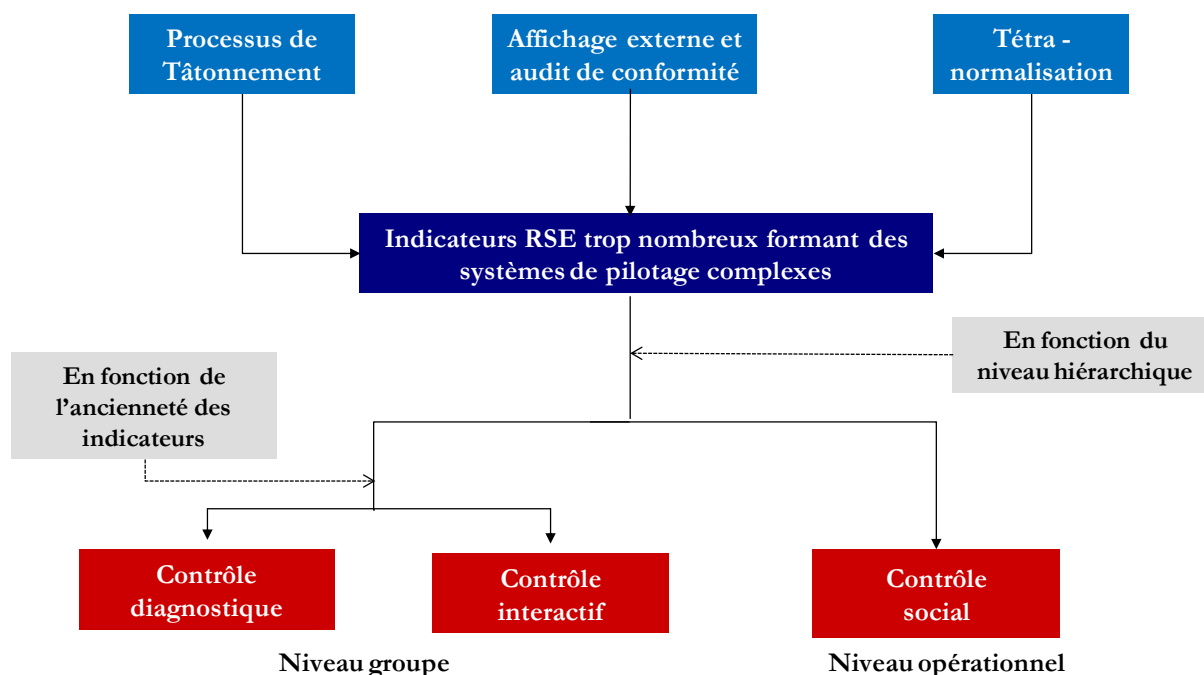 Processus de
Tâtonnement
Affichage externe et
audit de conformité
Tétra -
normalisation
Indicateurs RSE trop nombreux formant des
systèmes de pilotage complexes
En fonction du
niveau hiérarchique
En fonction de
l'ancienneté des
indicateurs
Contrôle
diagnostique
Contrôle
interactif
Contrôle
social
Niveau groupe
Niveau opérationnel